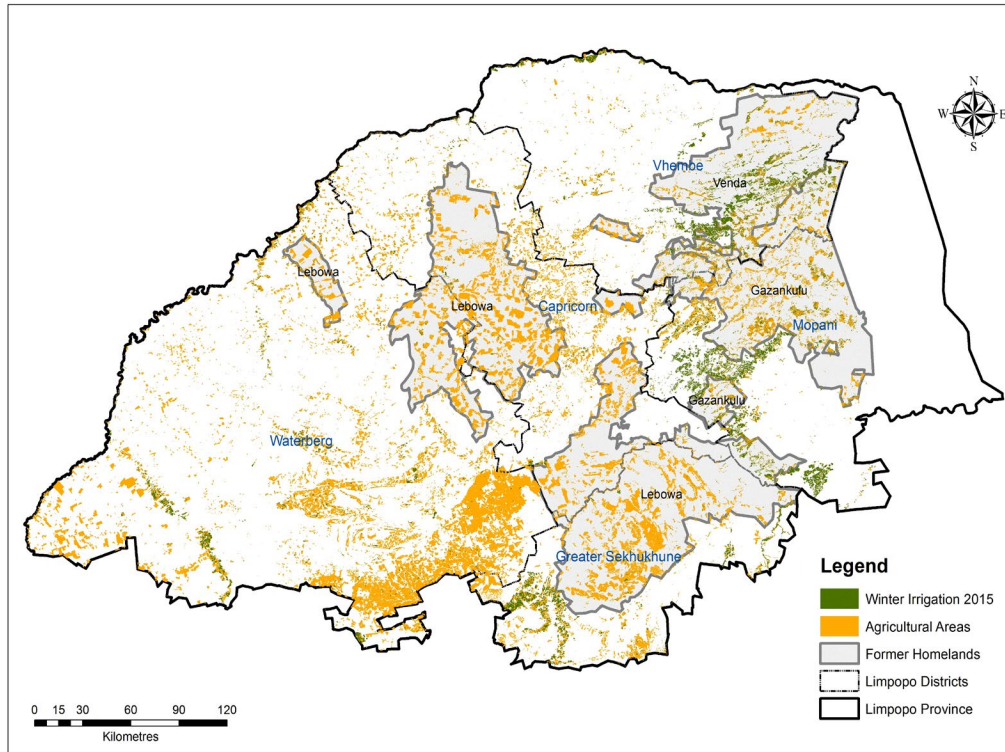 N
W
E
S
Vhembe
Venda
Lebowa
Gazankulu
Lebowa
Capricorn
Mopani
Gazankulu
Waterberg
Lebowa
Greater Sekhukhune
Legend
Winter Irrigation 2015
Agricultural Areas
Former Homelands
Limpopo Districts
Limpopo Province
0 15 30 60 90 120
Kilometres